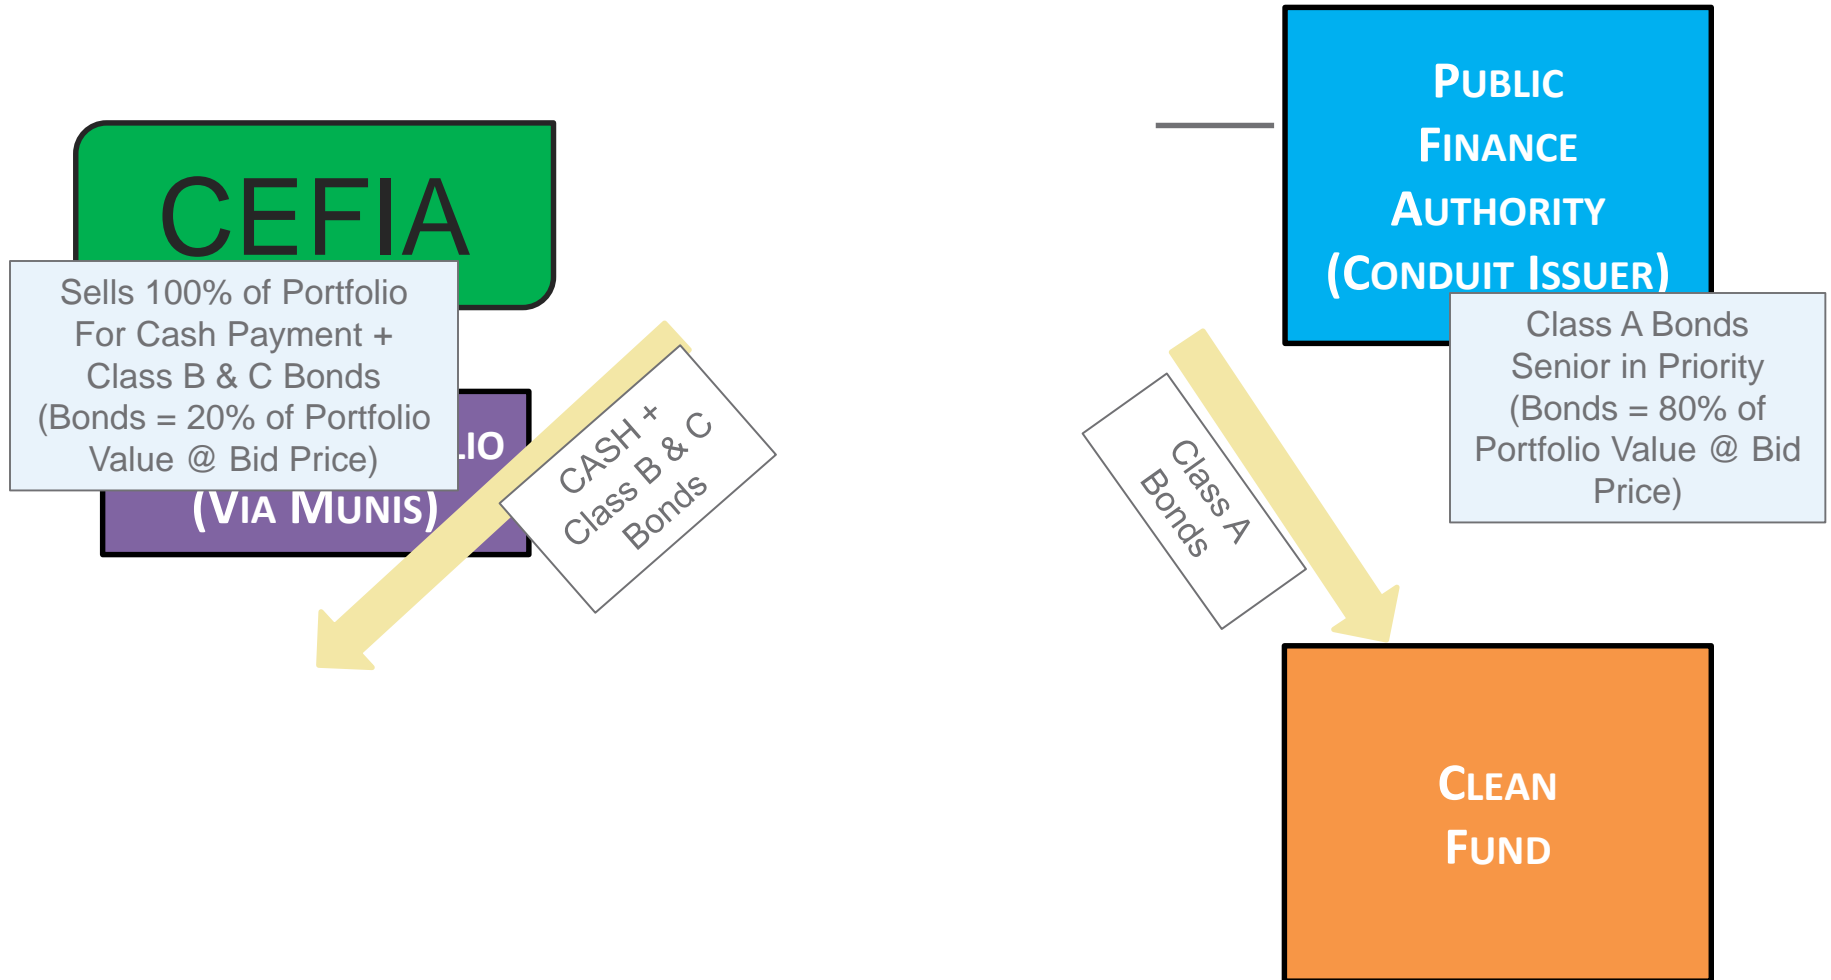 CEFIA
Sells 100% of Portfolio
For Cash Payment +
Class B & C Bonds
(Bonds = 20% of Portfolio
Value @ Bid Price)
(VIA MUNIS)
CASH +
Class B & C
Bonds
PUBLIC
FINANCE
AUTHORITY
(CONDUIT ISSUER)
Class A Bonds
Senior in Priority
(Bonds = 80% of
Portfolio Value @ Bid
Price)
Class A
Bonds
CLEAN
FUND